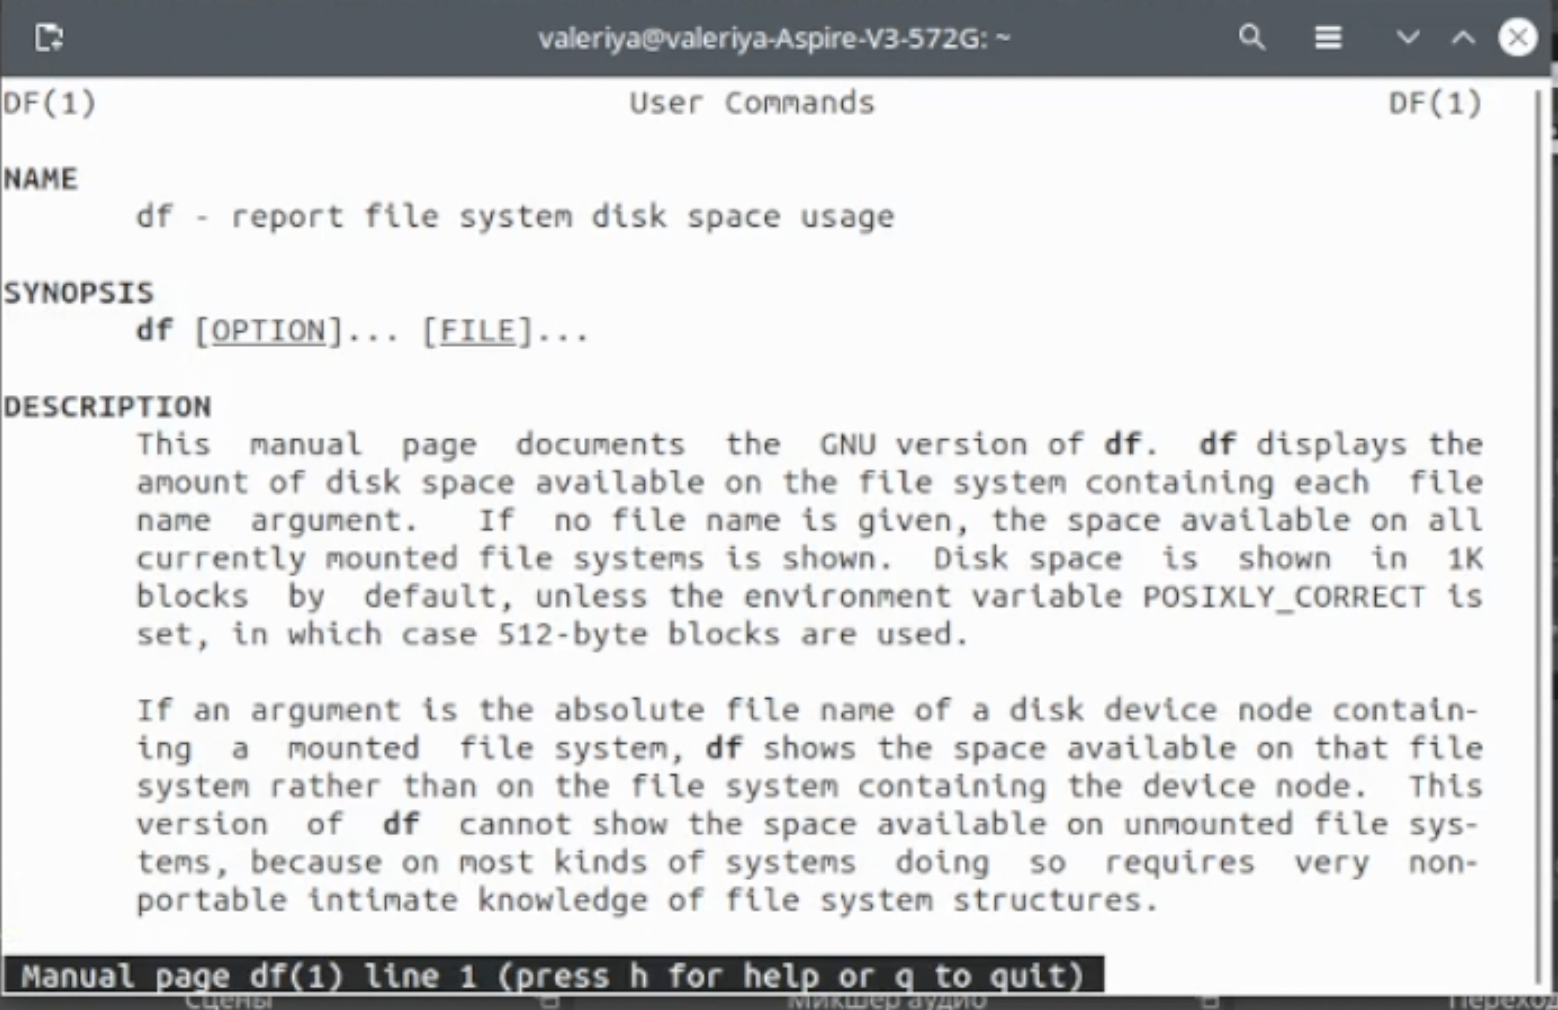 valeriya@valeriya-Aspire-V3-572G: ~
DF(1) User Commands DF(1)
NAME
df - report file system disk space usage
SYNOPSIS
df [OPTION]... [FILE]...
DESCRIPTION
This manual page documents the GNU version of df. df displays the
amount of disk space available on the file system containing each file
name argument. If no file name is given, the space available on all
currently mounted file systems is shown. Disk space is shown in 1K
blocks by default, unless the environment variable POSIXLY_CORRECT is
set, in which case 512-byte blocks are used.
If an argument is the absolute file name of a disk device node contain-
ing a mounted file system, df shows the space available on that file
system rather than on the file system containing the device node. This
version of df cannot show the space available on unmounted file sys-
tems, because on most kinds of systems doing so requires very non-
portable intimate knowledge of file system structures.
Manual page df(1) line 1 (press h for help or q to quit)
Сцены Микшер аудио Переход